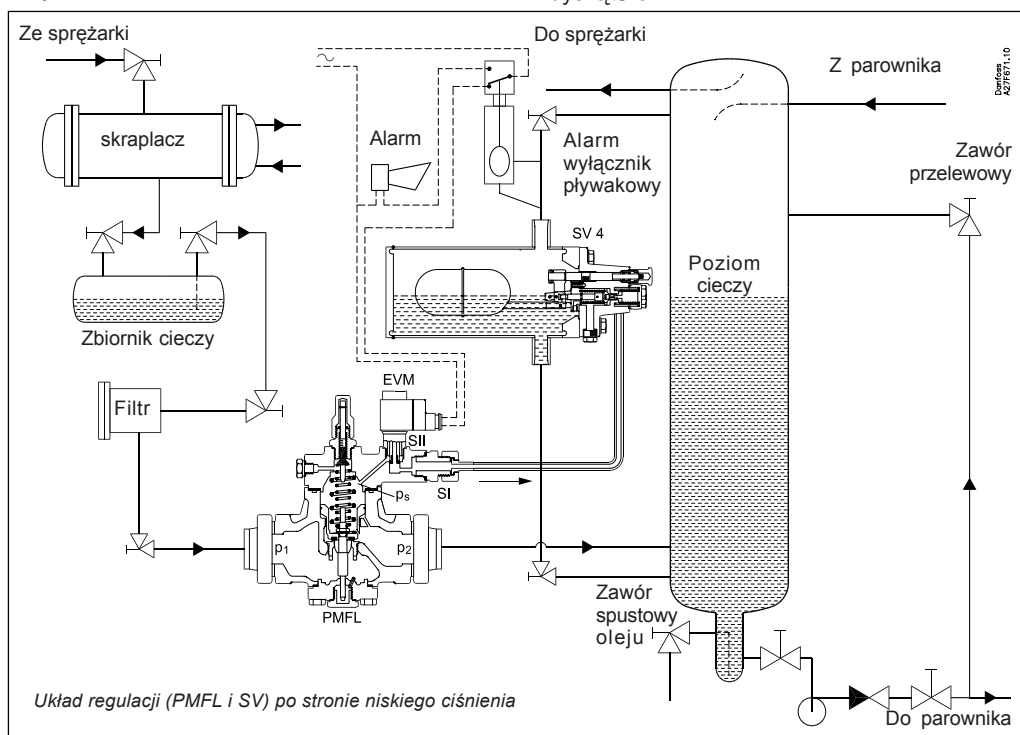 Ze sprężarki
Do sprężarki
Z parownika
Danfoss
A27F671.10
skraplacz
Alarm
Alarm
wyłącznik
pływakowy
Zawór
przelewowy
SV 4
Poziom
cieczy
Zbiornik cieczy
EVM
Filtr
SII
SI
ps
p1
p2
PMFL
Zawór
spustowy
oleju
Układ regulacji (PMFL i SV) po stronie niskiego ciśnienia
Do parownika